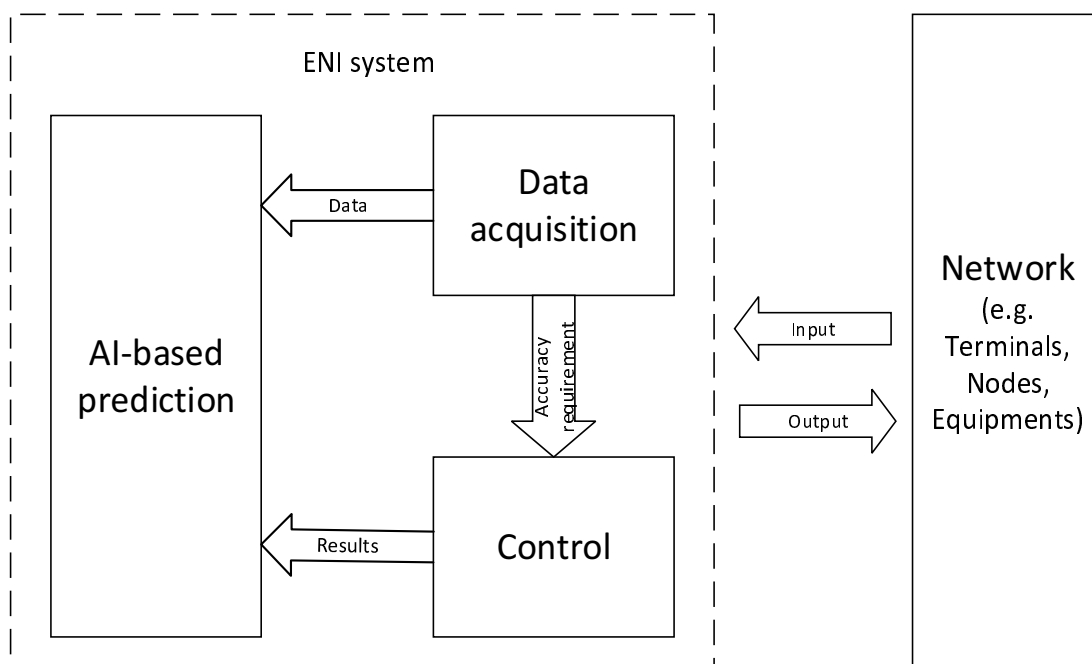 ENI system
Data
acquisition
Data
AI-based
prediction
Accuracy
requirement
Control
Results
Input
Output
Network
(e.g.
Terminals,
Nodes,
Equipments)